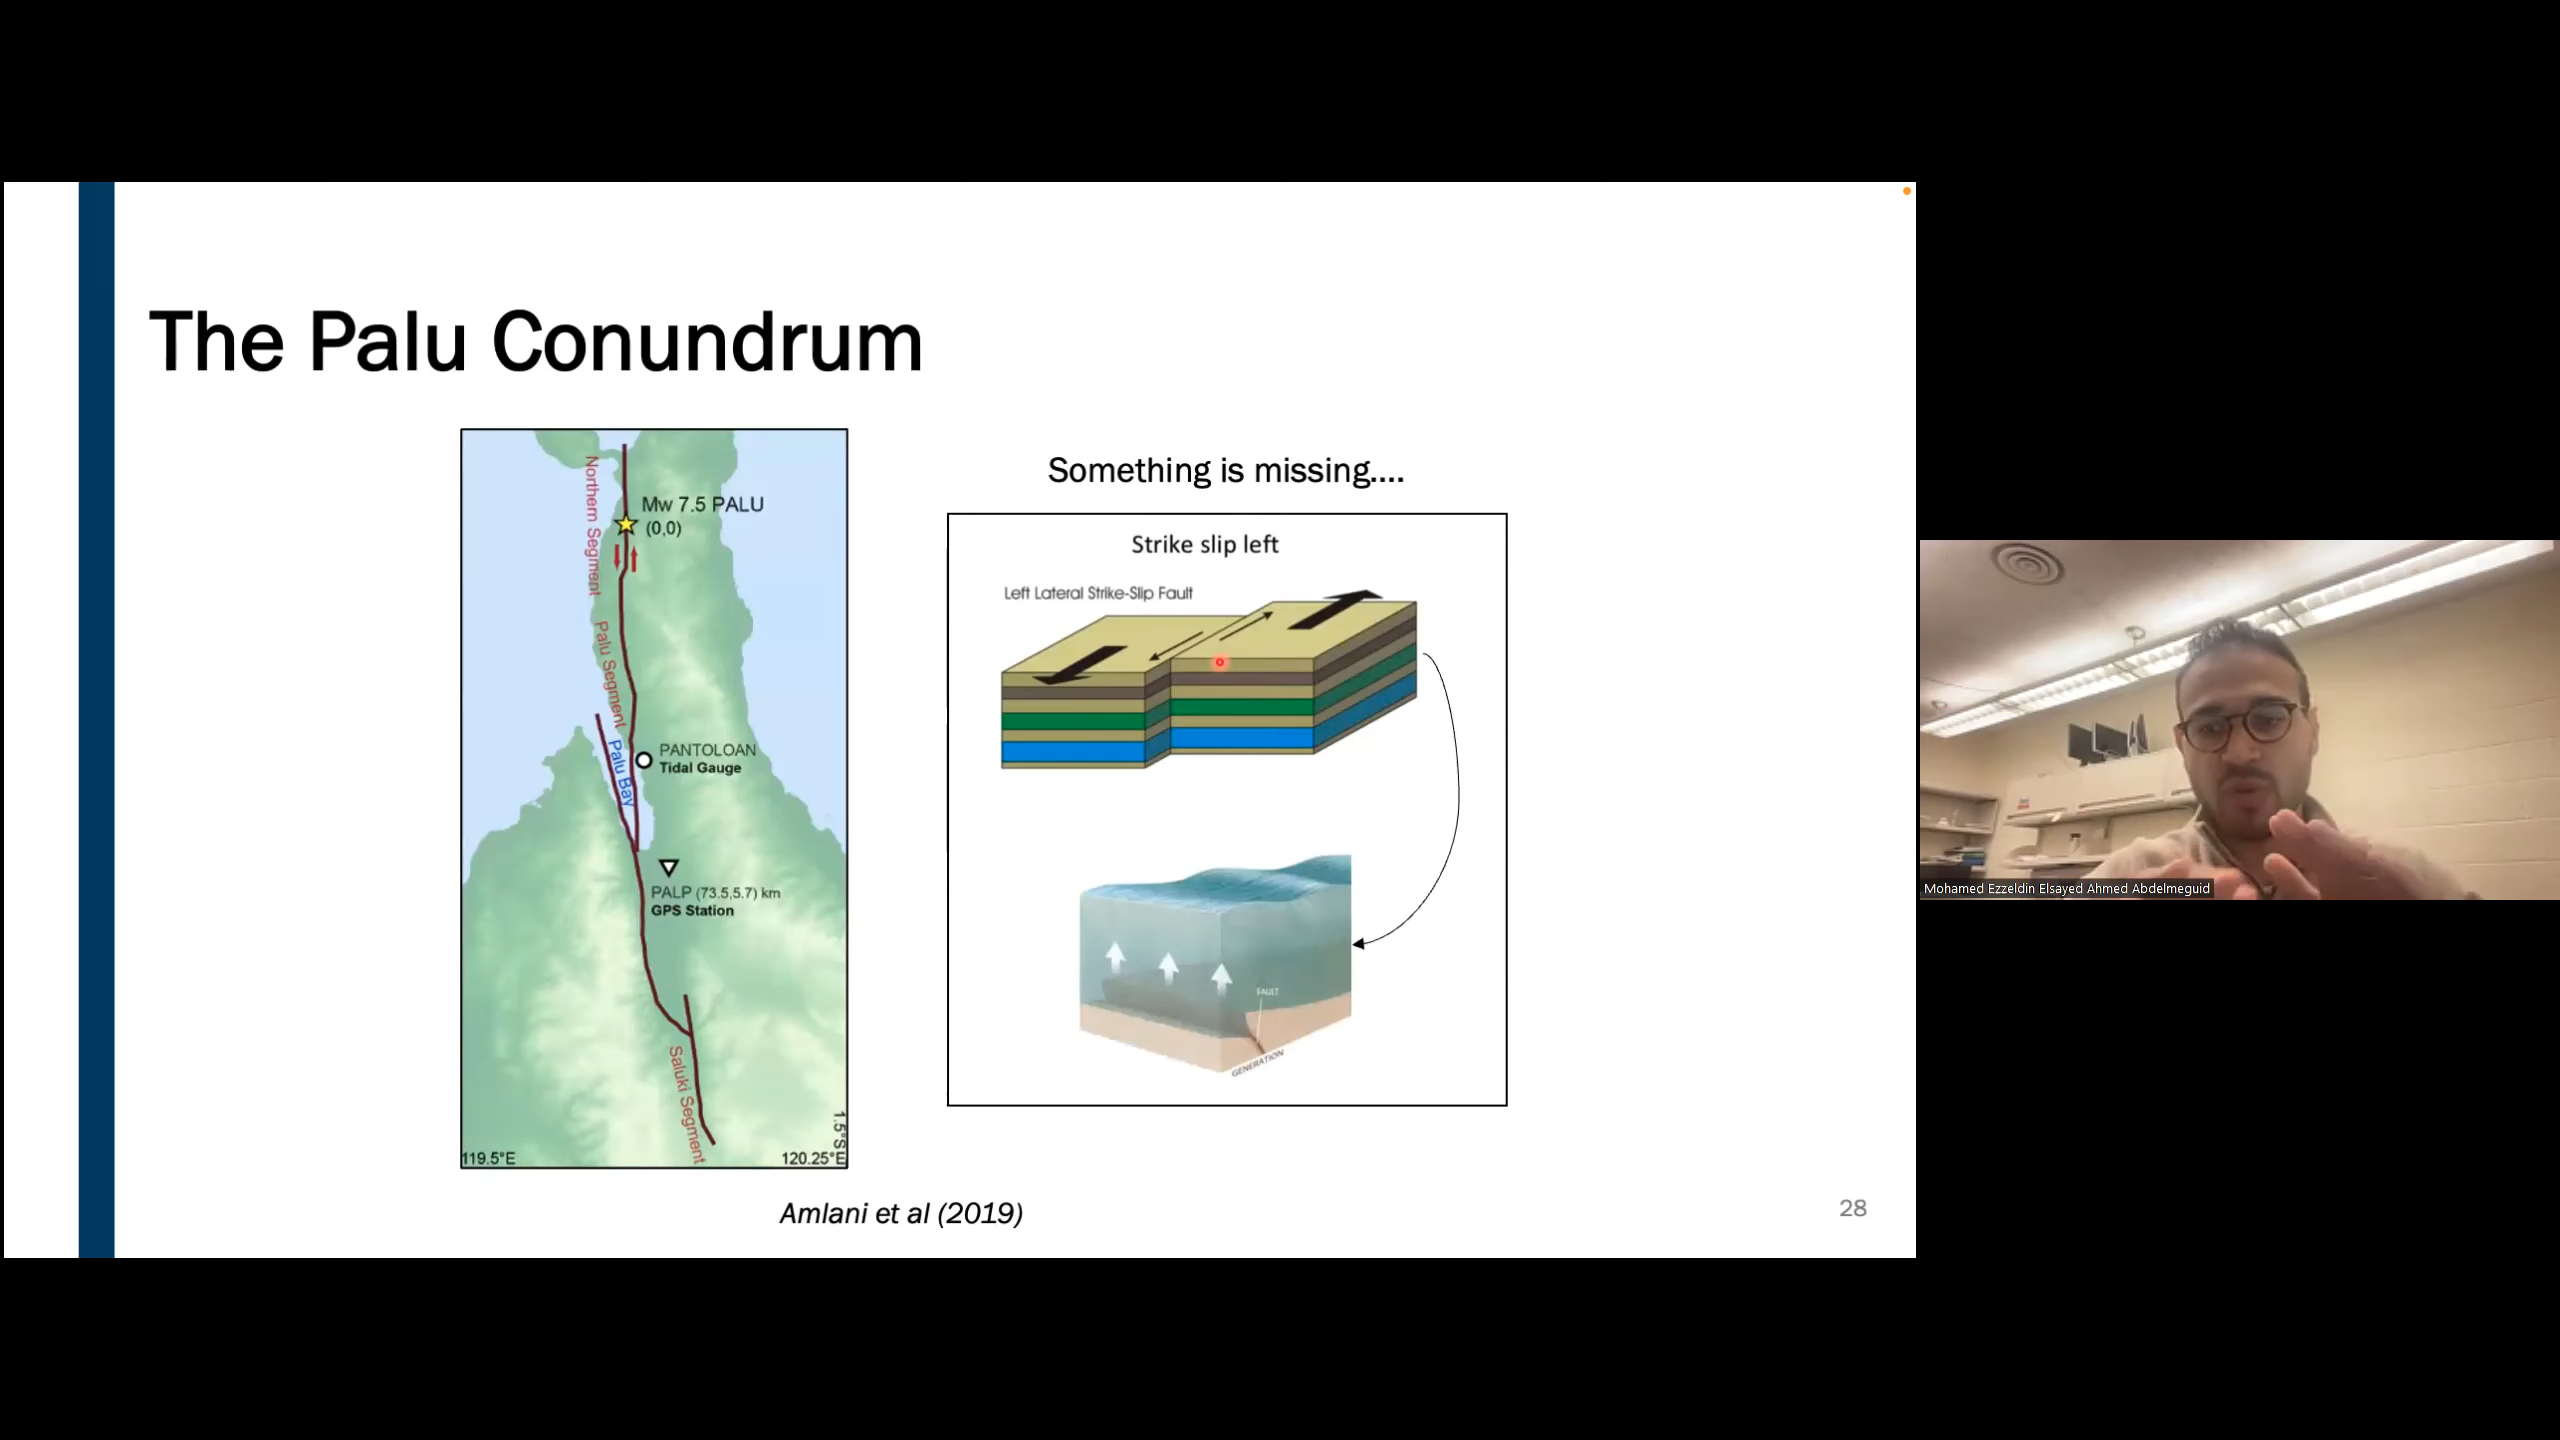 The Palu Conundrum
Northern Segment
Mw 7.5 PALU
(0,0)
Palu Segment
Palu Bay
PANTOLOAN
Tidal Gauge
PALP (73.5,5.7) km
GPS Station
Saluki Segment
1.5°S
119.5°E
120.25°E
Something is missing....
Strike slip left
Left Lateral Strike-Slip Fault
FAULT
GENERATION
Amlani et al (2019)
28
Mohamed Ezzeldin Elsayed Ahmed Abdelmeguid